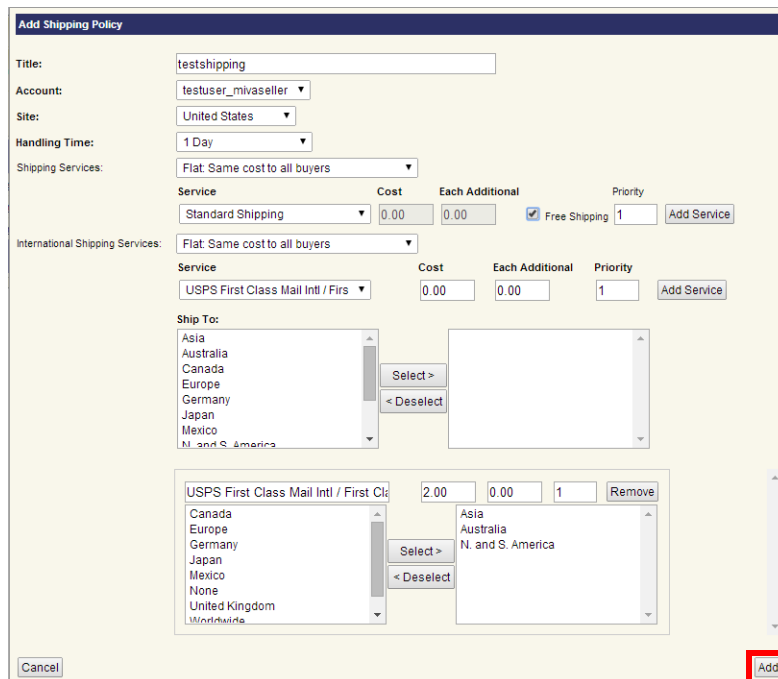 Add Shipping Policy
Title: testshipping
Account: testuser_mivaseller
Site: United States
Handling Time: 1 Day
Shipping Services: Flat: Same cost to all buyers
Service Cost Each Additional Priority
Standard Shipping 0.00 0.00 Free Shipping 1 Add Service
International Shipping Services: Flat: Same cost to all buyers
Service Cost Each Additional Priority
USPS First Class Mail Intl / Firs 0.00 0.00 1 Add Service
Ship To:
Asia
Australia
Canada
Europe
Germany
Japan
Mexico
N. and S. America
Select >
< Deselect
USPS First Class Mail Intl / First Cla 2.00 0.00 1 Remove
Canada
Europe
Germany
Japan
Mexico
None
United Kingdom
Worldwide
Select >
< Deselect
Asia
Australia
N. and S. America
Cancel Add